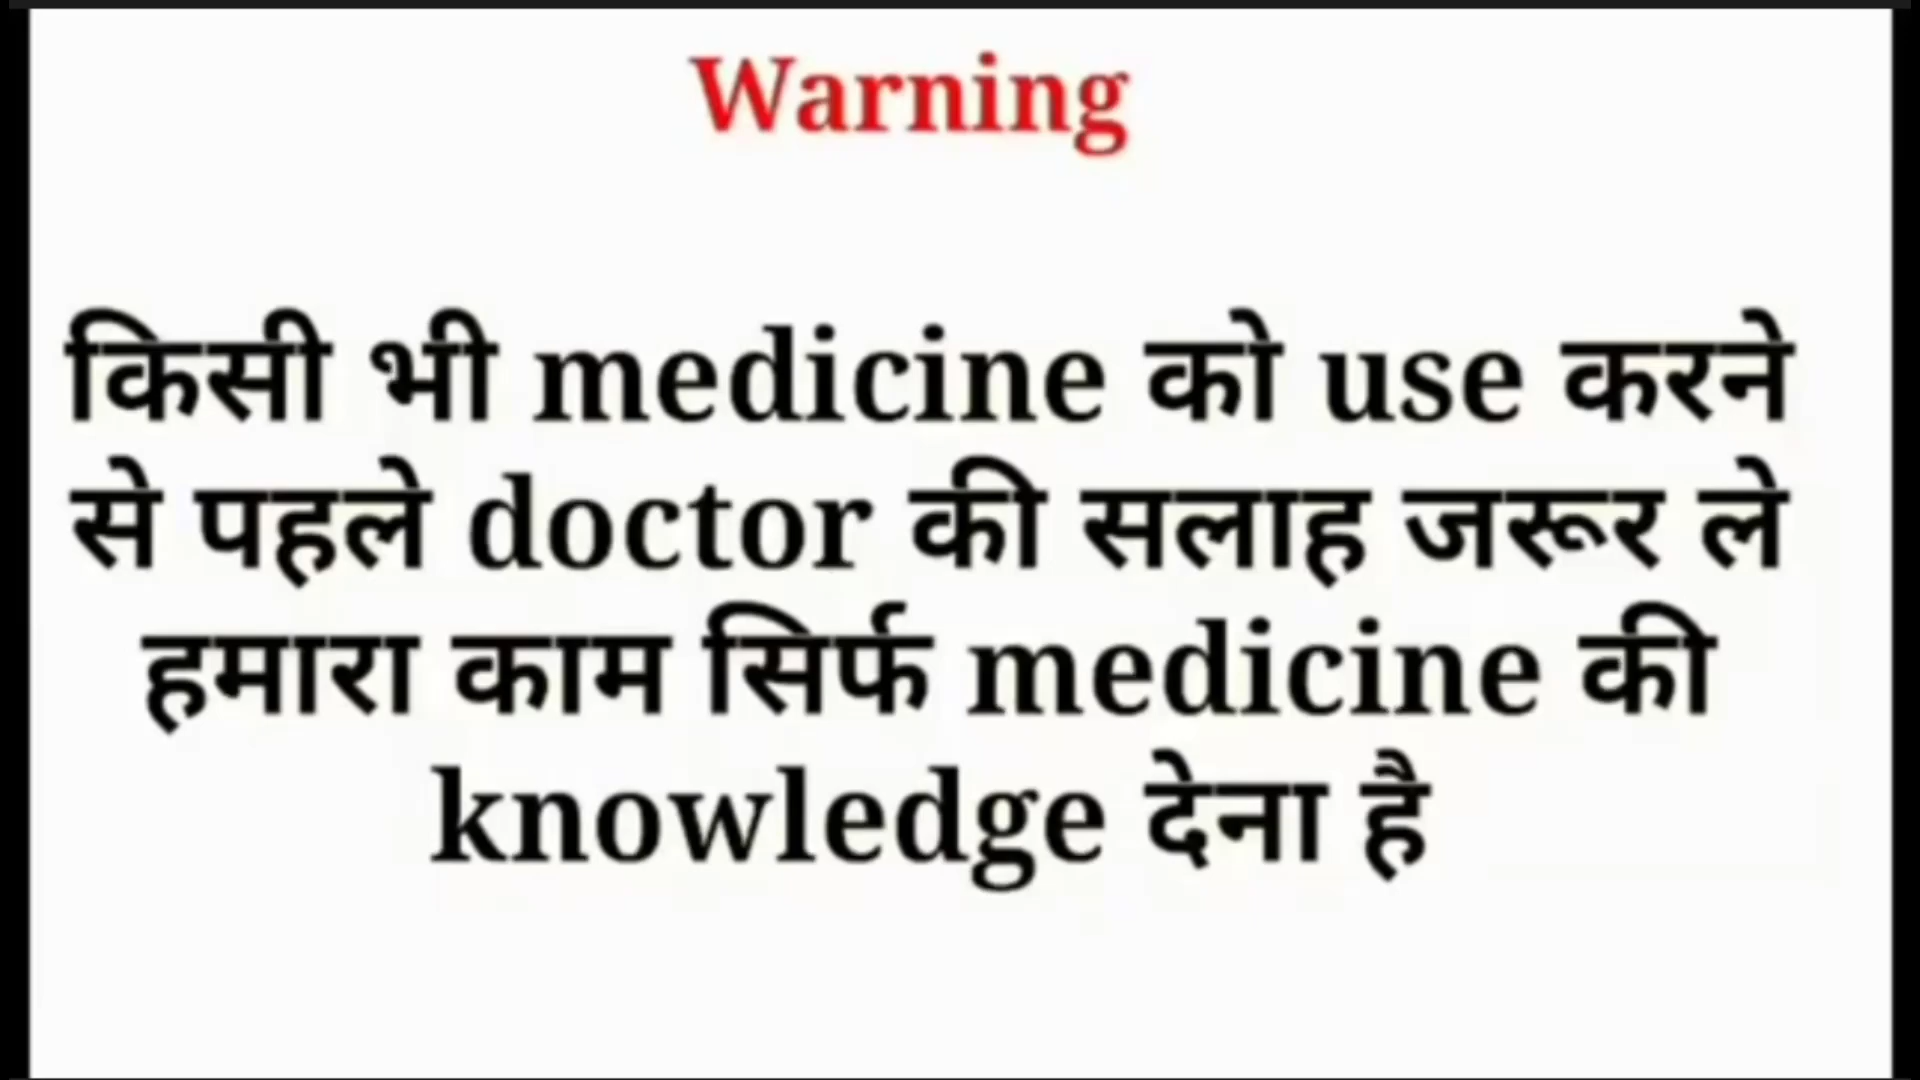 Warning
किसी भी medicine को use करने
से पहले doctor की सलाह जरूर ले
हमारा काम सिर्फ medicine की
knowledge देना है